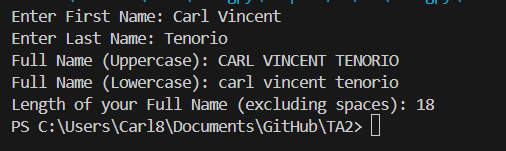 Enter First Name: Carl Vincent
Enter Last Name: Tenorio
Full Name (Uppercase): CARL VINCENT TENORIO
Full Name (Lowercase): carl vincent tenorio
Length of your Full Name (excluding spaces): 18
PS C:\Users\Carl8\Documents\GitHub\TA2>